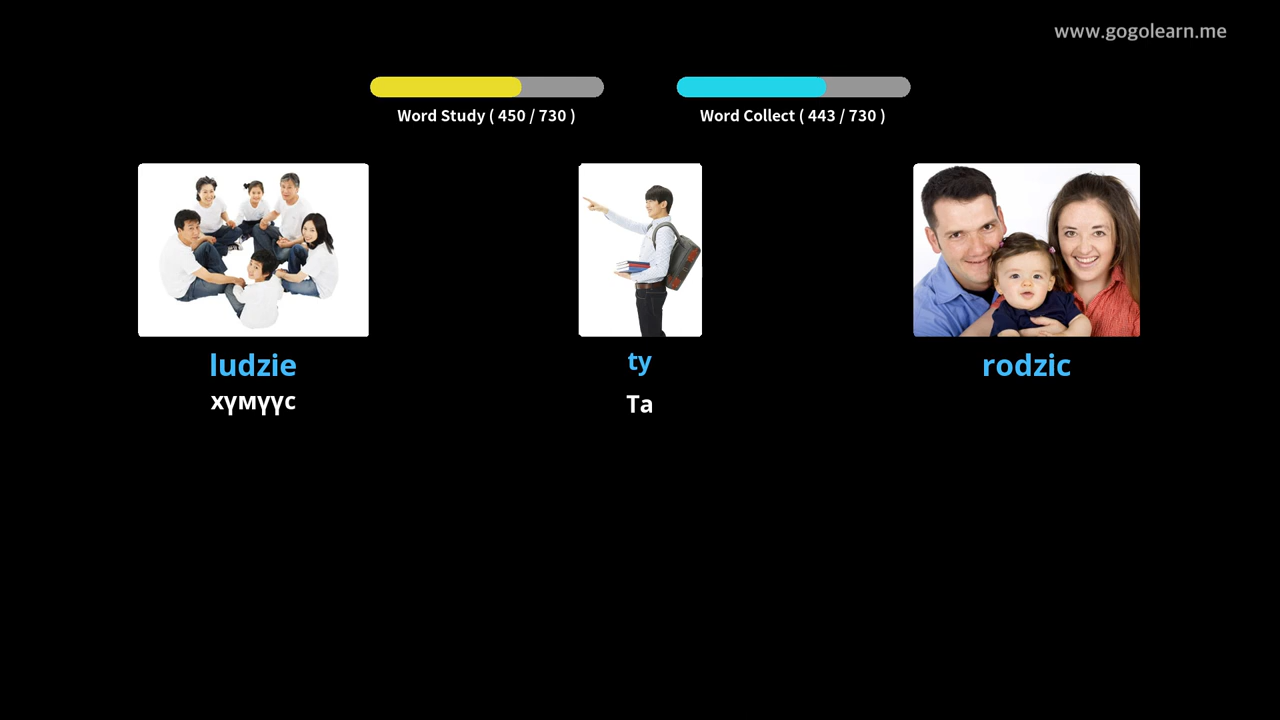 www.gogolearn.me
Word Study ( 450 / 730 )
Word Collect ( 443 / 730 )
ludzie
ty
rodzic
хүмүүс
Та